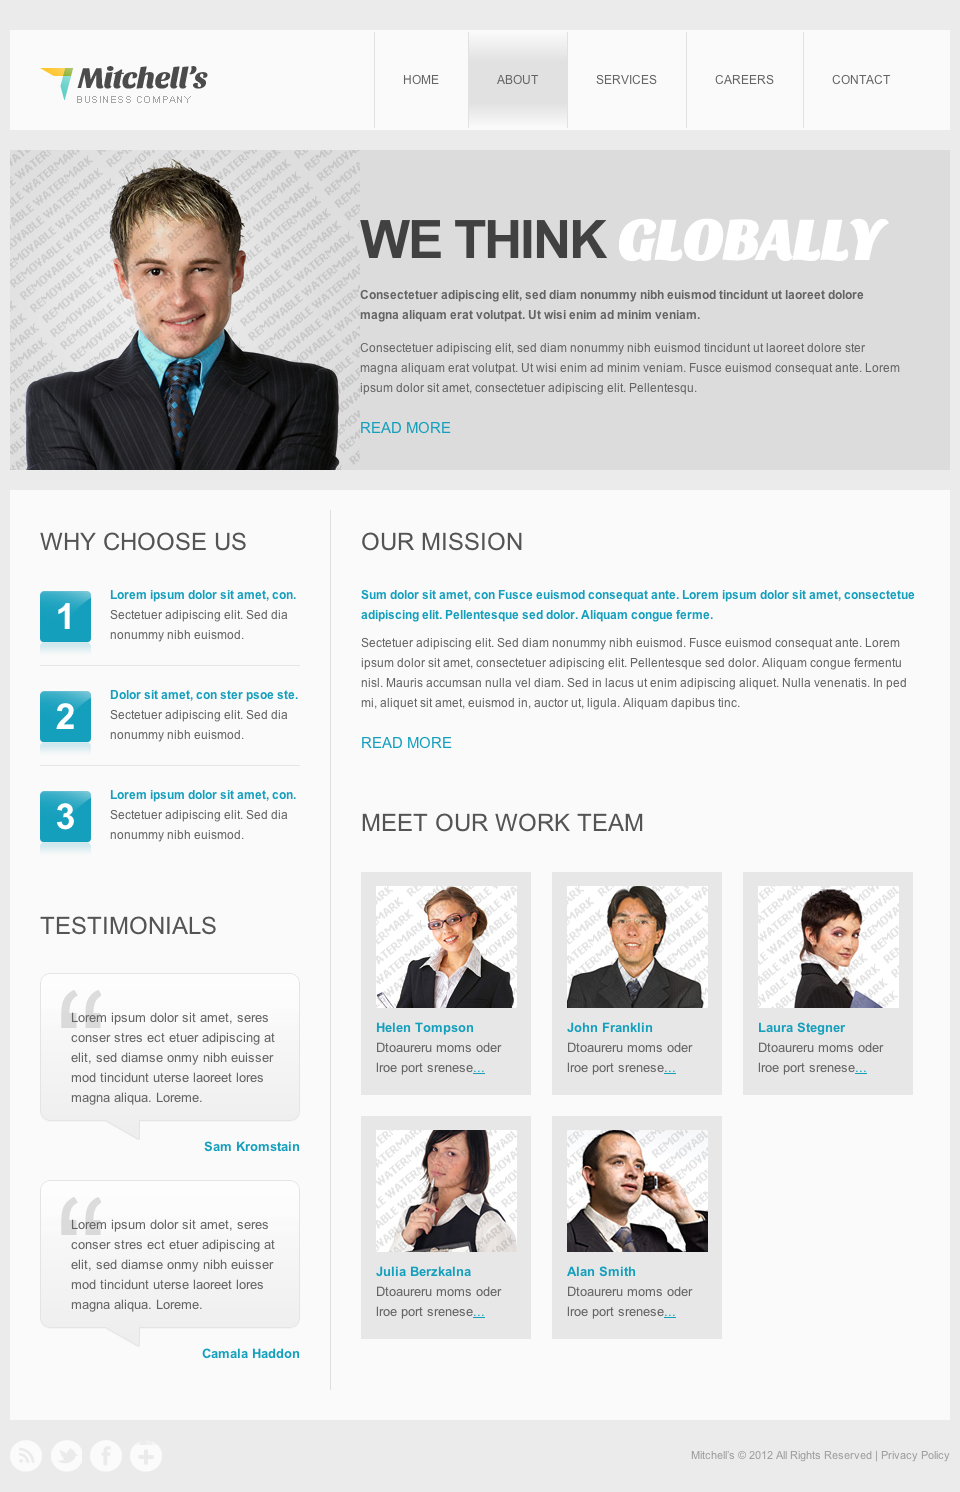 Mitchell's
BUSINESS COMPANY
HOME
ABOUT
SERVICES
CAREERS
CONTACT
WE THINK GLOBALLY
Consectetuer adipiscing elit, sed diam nonummy nibh euismod tincidunt ut laoreet dolore
magna aliquam erat volutpat. Ut wisi enim ad minim veniam.
Consectetuer adipiscing elit, sed diam nonummy nibh euismod tincidunt ut laoreet dolore ster
magna aliquam erat volutpat. Ut wisi enim ad minim veniam. Fusce euismod consequat ante. Lorem
ipsum dolor sit amet, consectetuer adipiscing elit. Pellentesqu.
READ MORE
WHY CHOOSE US
1
Lorem ipsum dolor sit amet, con.
Sectetuer adipiscing elit. Sed dia
nonummy nibh euismod.
2
Dolor sit amet, con ster psoe ste.
Sectetuer adipiscing elit. Sed dia
nonummy nibh euismod.
3
Lorem ipsum dolor sit amet, con.
Sectetuer adipiscing elit. Sed dia
nonummy nibh euismod.
TESTIMONIALS
“
Lorem ipsum dolor sit amet, seres
conser stres ect etuer adipiscing at
elit, sed diamse onmy nibh euisser
mod tincidunt uterse laoreet lores
magna aliqua. Loreme.
Sam Kromstain
“
Lorem ipsum dolor sit amet, seres
conser stres ect etuer adipiscing at
elit, sed diamse onmy nibh euisser
mod tincidunt uterse laoreet lores
magna aliqua. Loreme.
Camala Haddon
OUR MISSION
Sum dolor sit amet, con Fusce euismod consequat ante. Lorem ipsum dolor sit amet, consectetue
adipiscing elit. Pellentesque sed dolor. Aliquam congue ferme.
Sectetuer adipiscing elit. Sed diam nonummy nibh euismod. Fusce euismod consequat ante. Lorem
ipsum dolor sit amet, consectetuer adipiscing elit. Pellentesque sed dolor. Aliquam congue fermentu
nisl. Mauris accumsan nulla vel diam. Sed in lacus ut enim adipiscing aliquet. Nulla venenatis. In ped
mi, aliquet sit amet, euismod in, auctor ut, ligula. Aliquam dapibus tinc.
READ MORE
MEET OUR WORK TEAM
Helen Tompson
Dtoaureru moms oder
lroe port srenese...
John Franklin
Dtoaureru moms oder
lroe port srenese...
Laura Stegner
Dtoaureru moms oder
lroe port srenese...
Julia Berzkalna
Dtoaureru moms oder
lroe port srenese...
Alan Smith
Dtoaureru moms oder
lroe port srenese...
Mitchell's © 2012 All Rights Reserved | Privacy Policy
REMOVABLE WATERMARK